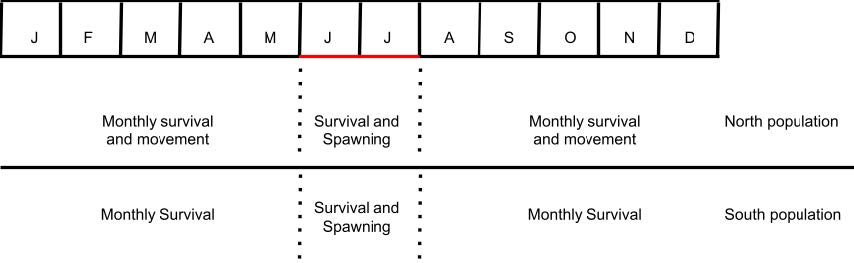 J F M A M J J A S O N D
Monthly survival and movement
Survival and Spawning
Monthly survival and movement
North population
Monthly Survival
Survival and Spawning
Monthly Survival
South population